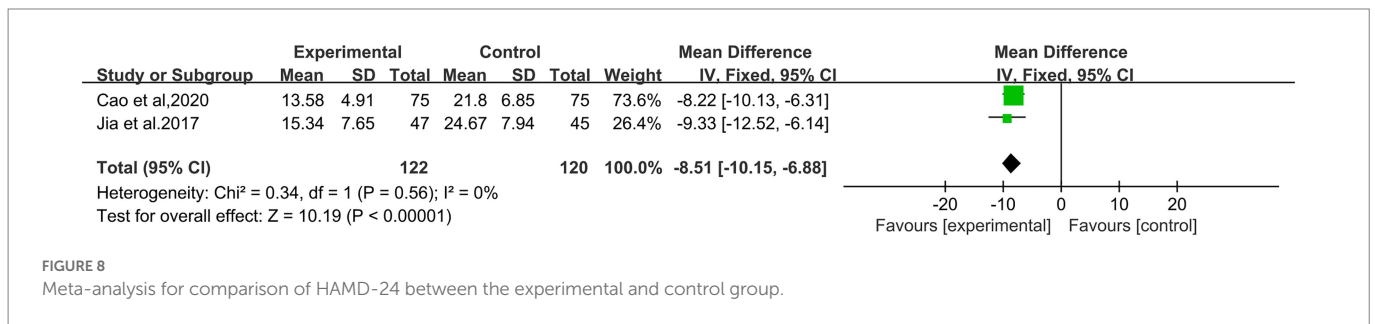 Experimental Control Mean Difference Mean Difference
Study or Subgroup Mean SD Total Mean SD Total Weight IV, Fixed, 95% CI IV, Fixed, 95% CI
Cao et al,2020 13.58 4.91 75 21.8 6.85 75 73.6% -8.22 [-10.13, -6.31]
Jia et al.2017 15.34 7.65 47 24.67 7.94 45 26.4% -9.33 [-12.52, -6.14]
Total (95% CI) 122 120 100.0% -8.51 [-10.15, -6.88]
Heterogeneity: Chi² = 0.34, df = 1 (P = 0.56); I² = 0%
Test for overall effect: Z = 10.19 (P < 0.00001)
-20 -10 0 10 20
Favours [experimental] Favours [control]
FIGURE 8
Meta-analysis for comparison of HAMD-24 between the experimental and control group.